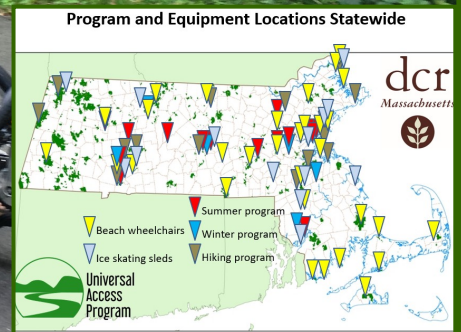 Program and Equipment Locations Statewide
dcr
Massachusetts
Summer program
Beach wheelchairs
Winter program
Ice skating sleds
Hiking program
Universal
Access
Program